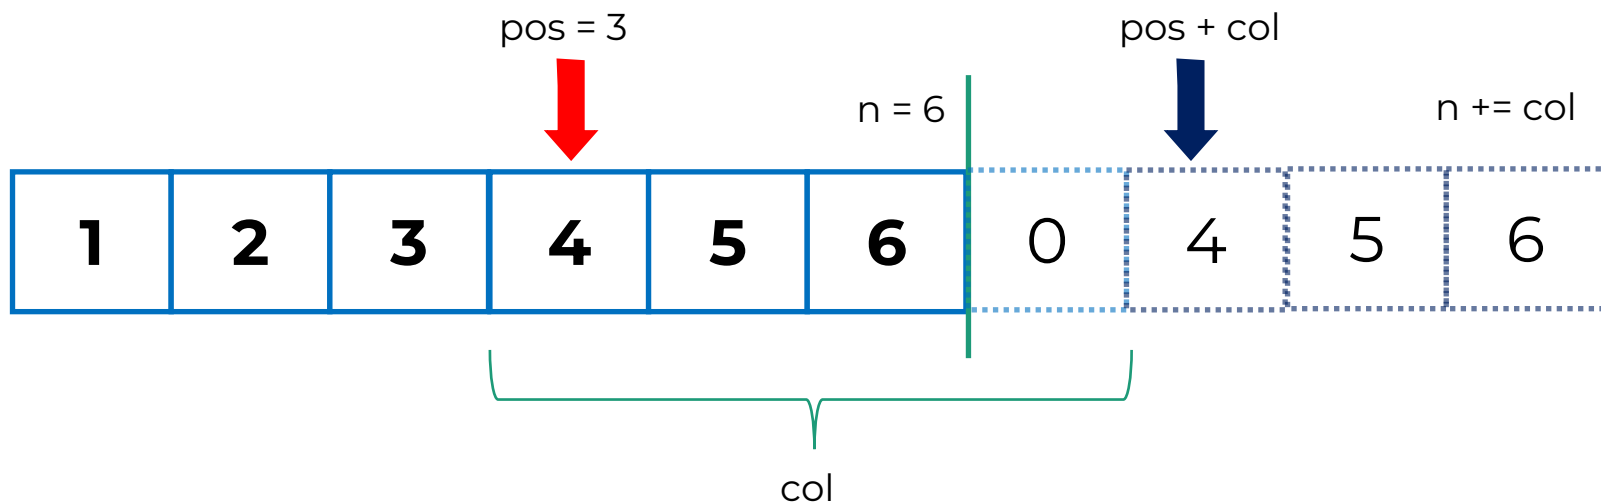 pos = 3
pos + col
n = 6
n += col
1 2 3 4 5 6 0 4 5 6
col